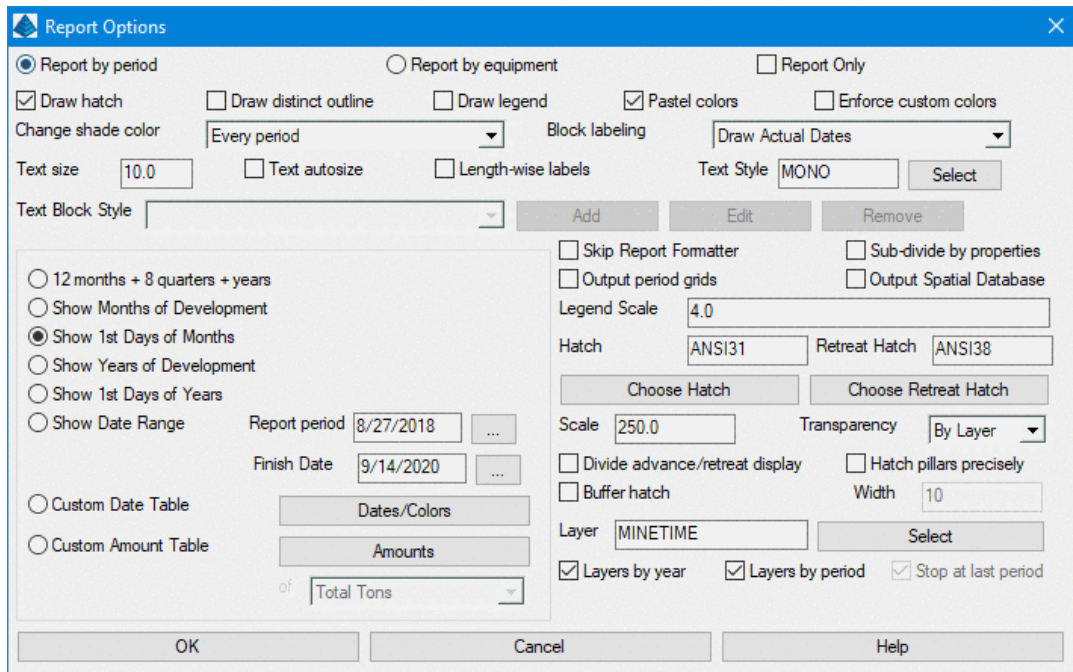 Report Options
Report by period Report by equipment Report Only
Draw hatch Draw distinct outline Draw legend Pastel colors Enforce custom colors
Change shade color Every period Block labeling Draw Actual Dates
Text size 10.0 Text autosize Length-wise labels Text Style MONO Select
Text Block Style Add Edit Remove
Skip Report Formatter Sub-divide by properties
12 months + 8 quarters + years Output period grids Output Spatial Database
Show Months of Development Legend Scale 4.0
Show 1st Days of Months Hatch ANSI31 Retreat Hatch ANSI38
Show Years of Development
Show 1st Days of Years Choose Hatch Choose Retreat Hatch
Show Date Range Report period 8/27/2018 ... Scale 250.0 Transparency By Layer
Finish Date 9/14/2020 ... Divide advance/retreat display Hatch pillars precisely
Custom Date Table Dates/Colors Buffer hatch Width 10
Custom Amount Table Amounts Layer MINETIME Select
of Total Tons Layers by year Layers by period Stop at last period
OK Cancel Help